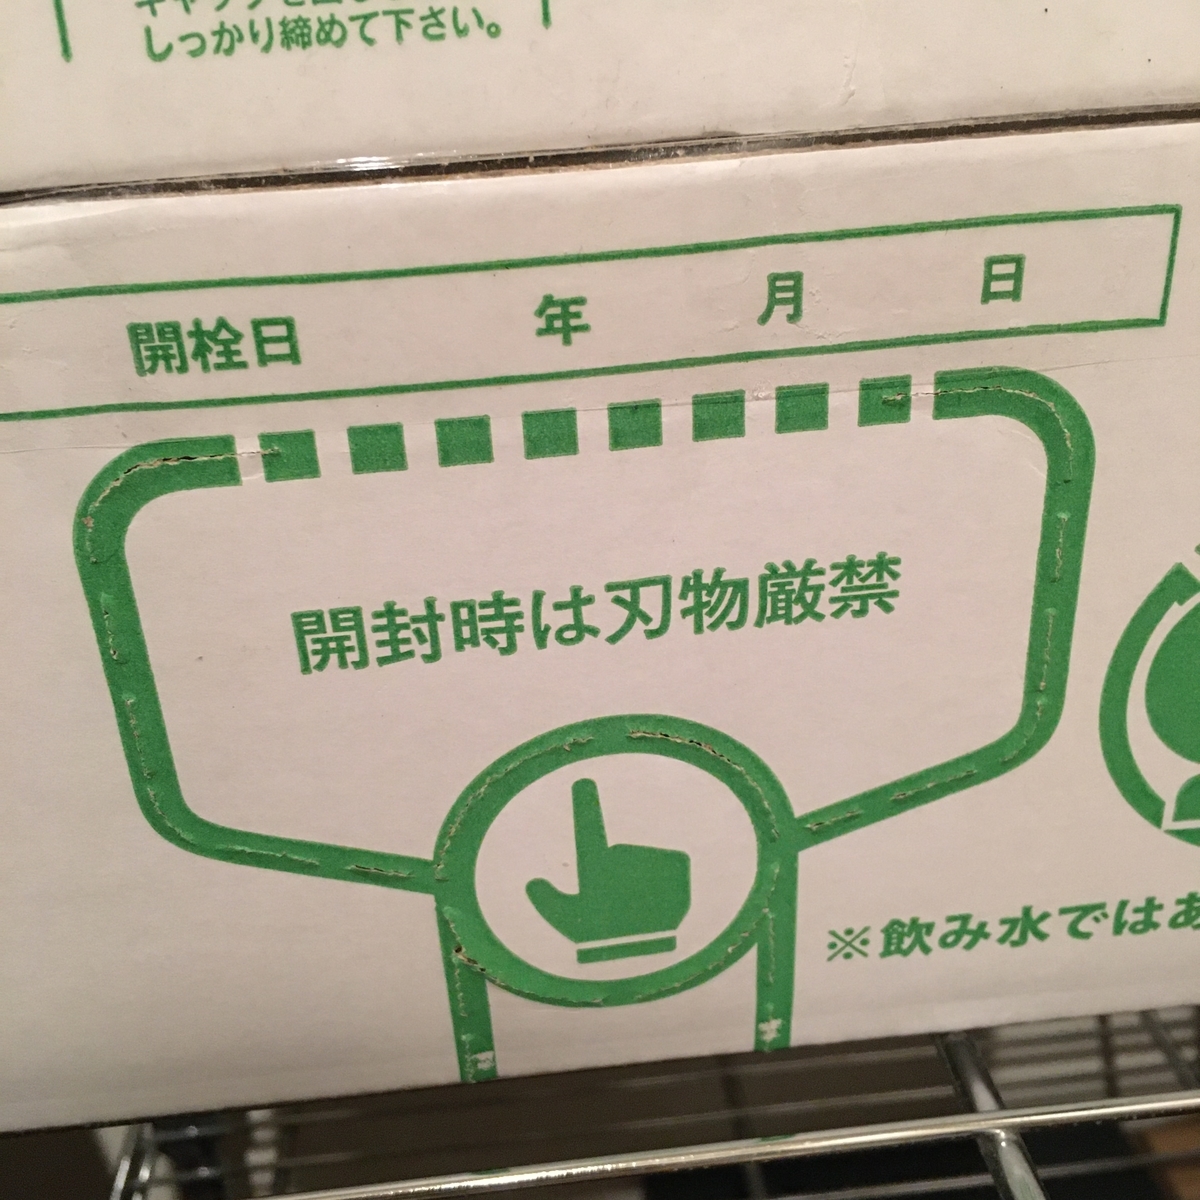 しっかり締めて下さい。
開栓日 年 月 日
開封時は刃物厳禁
※飲み水ではあ